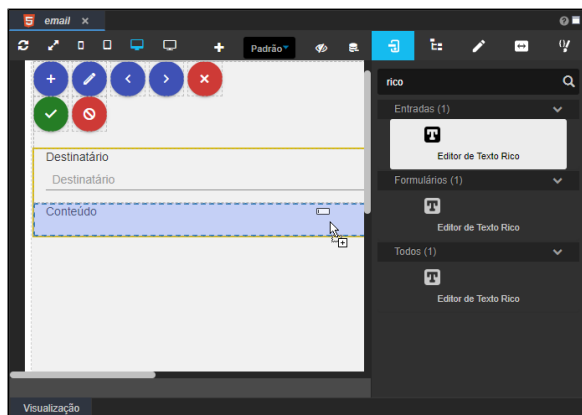 email
Padrão
rico
Entradas (1)
Editor de Texto Rico
Formulários (1)
Editor de Texto Rico
Todos (1)
Editor de Texto Rico
Destinatário
Destinatário
Conteúdo
Visualização